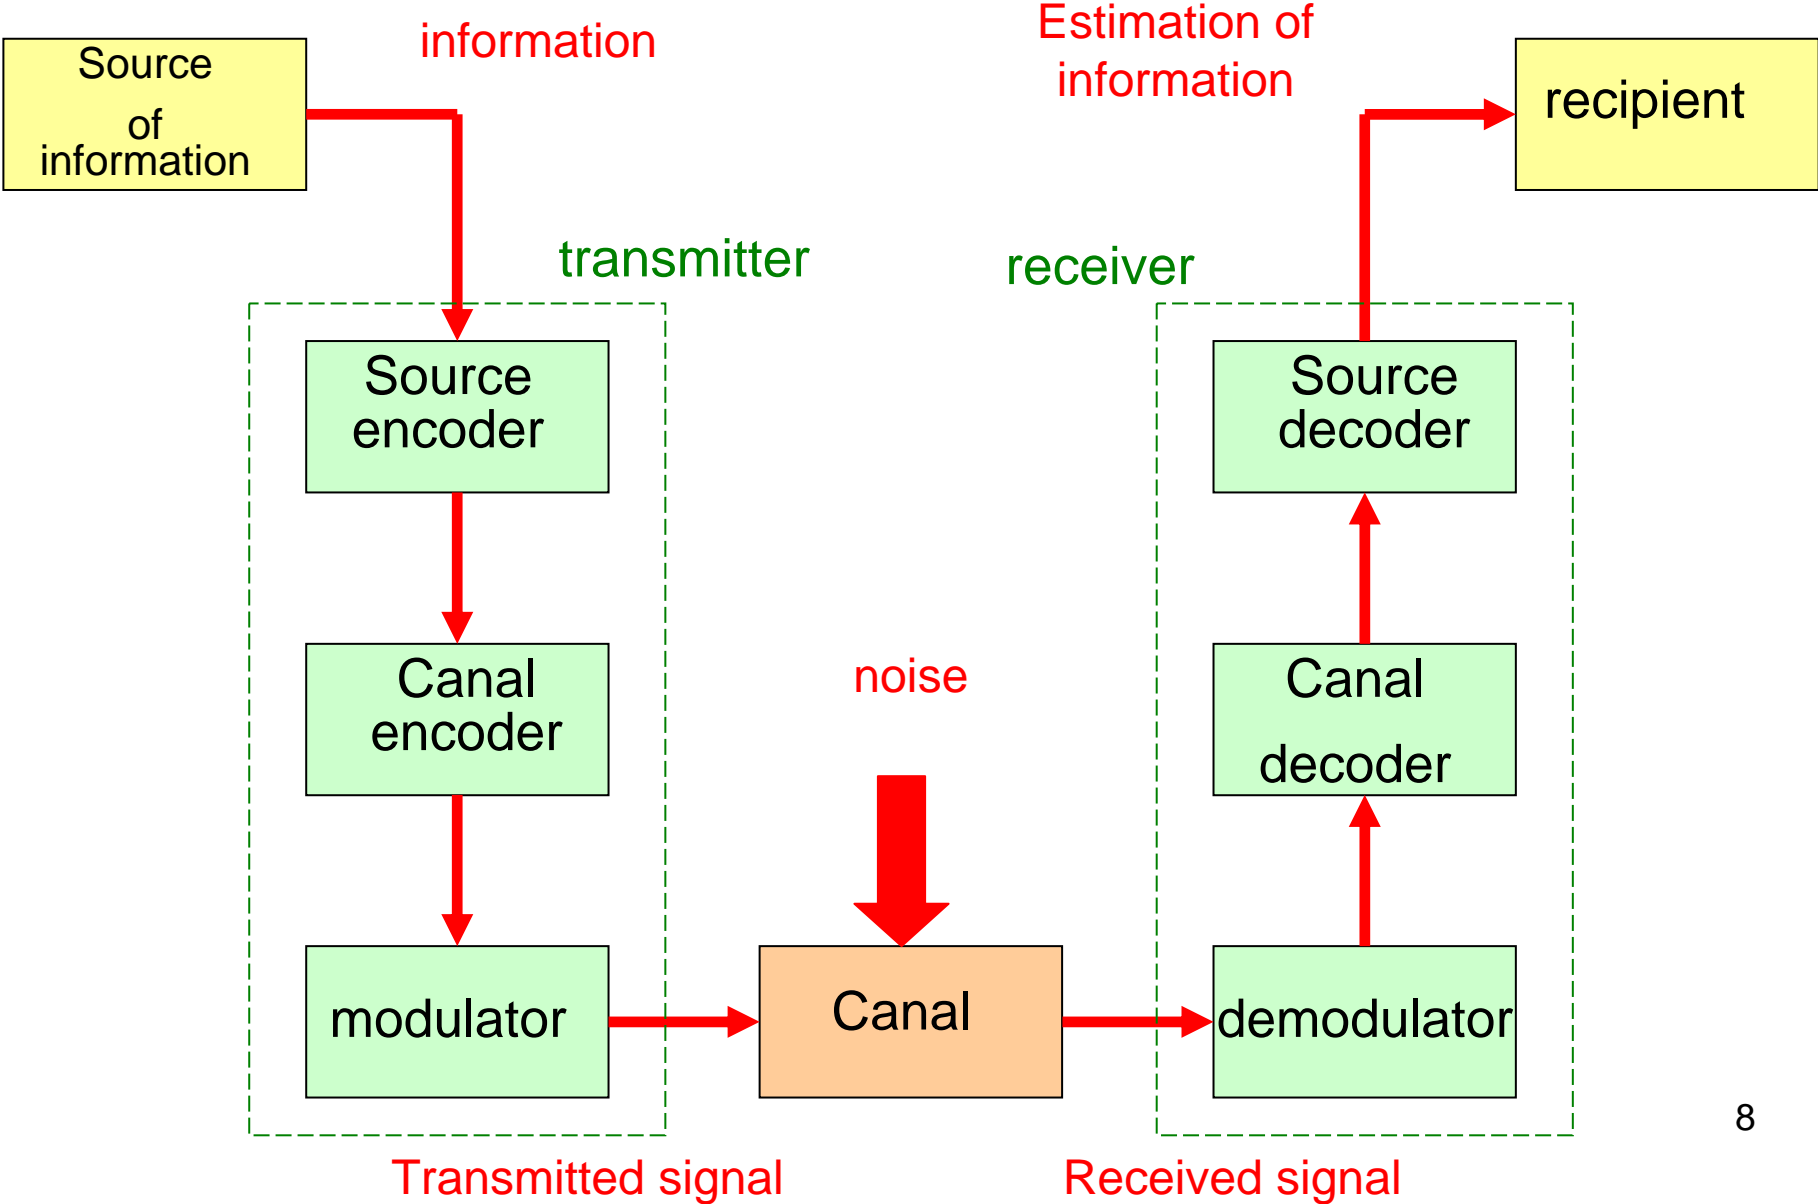 Source
of
information
information
Estimation of
information
recipient
transmitter
receiver
Source
encoder
Source
decoder
Canal
encoder
noise
Canal
decoder
modulator
Canal
demodulator
8
Transmitted signal
Received signal